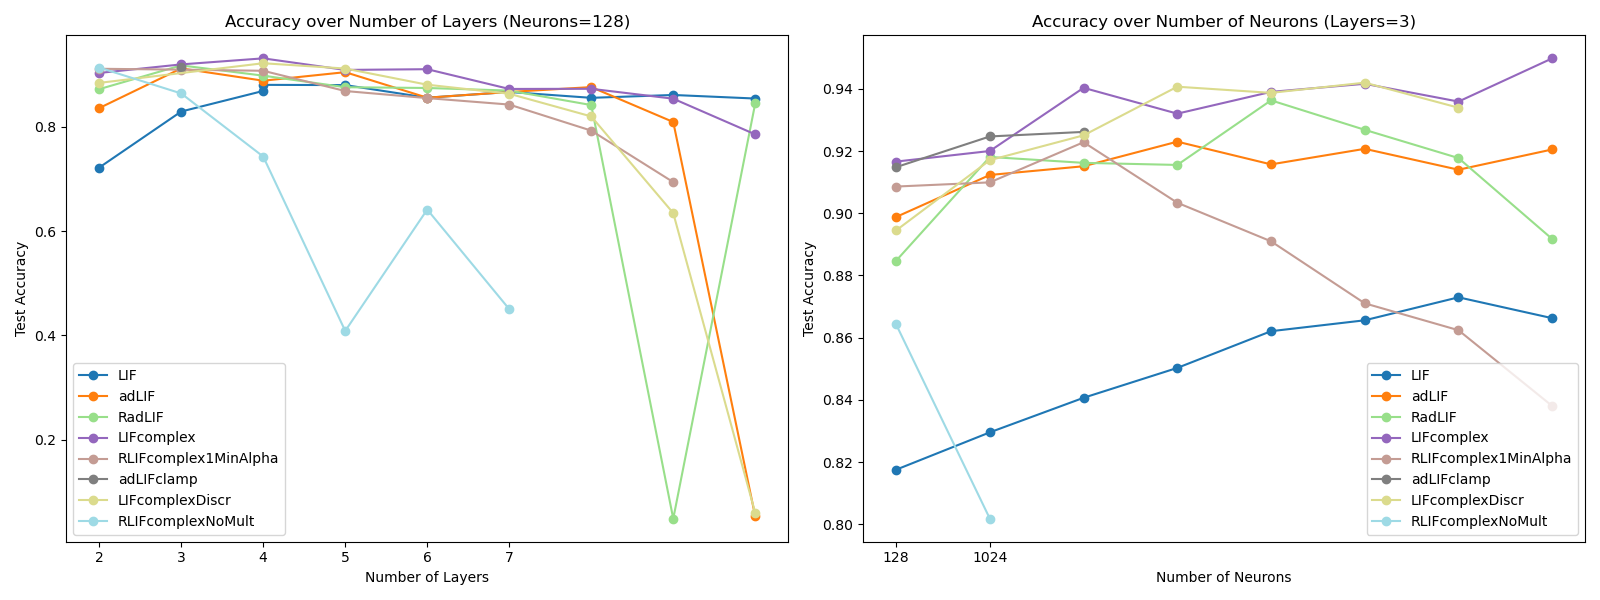 Accuracy over Number of Layers (Neurons=128)
Test Accuracy
0.8
0.6
0.4
0.2
LIF
adLIF
RadLIF
LIFcomplex
RLIFcomplex1MinAlpha
adLIFclamp
LIFcomplexDiscr
RLIFcomplexNoMult
2 3 4 5 6 7
Number of Layers
Accuracy over Number of Neurons (Layers=3)
Test Accuracy
0.94
0.92
0.90
0.88
0.86
0.84
0.82
0.80
LIF
adLIF
RadLIF
LIFcomplex
RLIFcomplex1MinAlpha
adLIFclamp
LIFcomplexDiscr
RLIFcomplexNoMult
128 1024
Number of Neurons